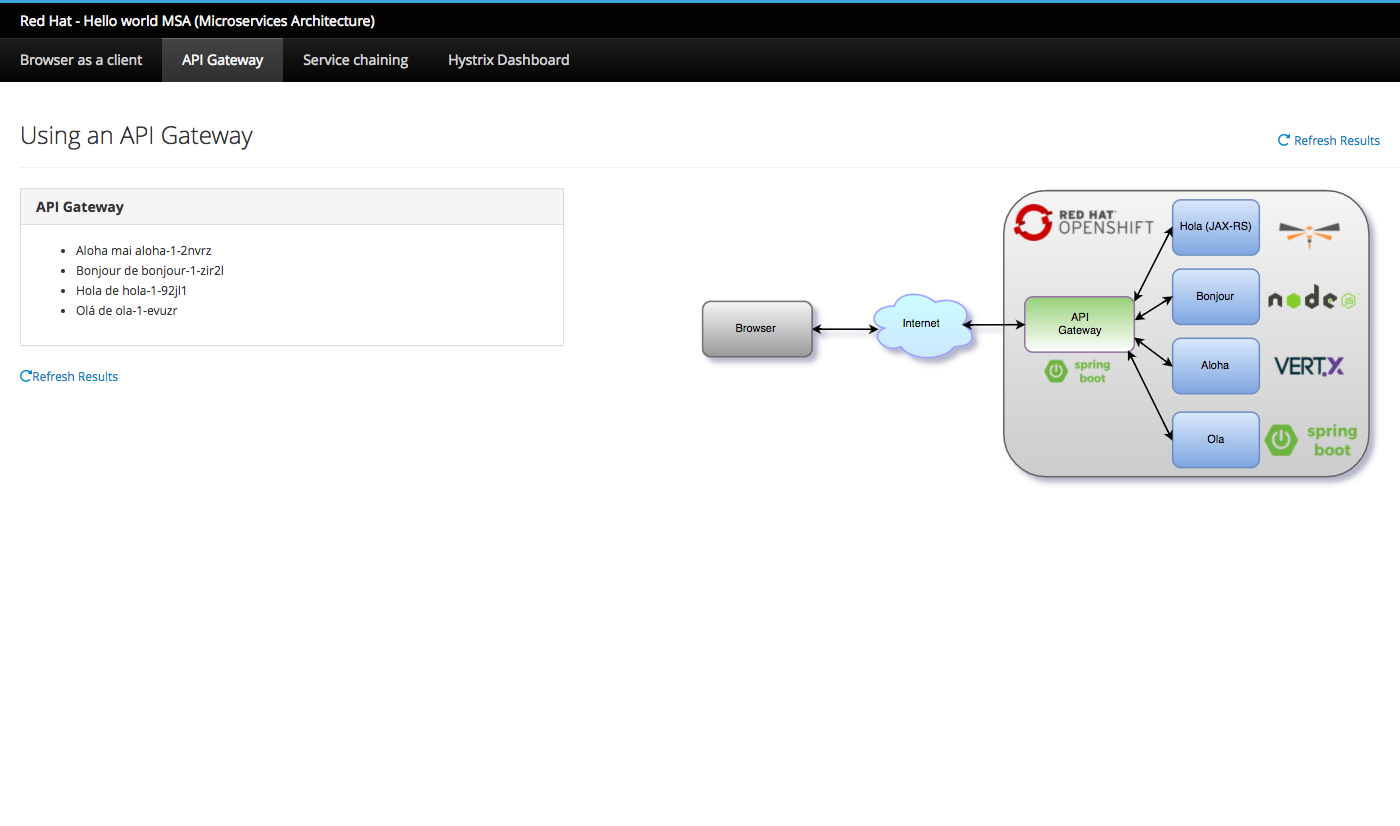 Red Hat - Hello world MSA (Microservices Architecture)
Browser as a client API Gateway Service chaining Hystrix Dashboard
Using an API Gateway
Refresh Results
API Gateway
Aloha mai aloha-1-2nvrz
Bonjour de bonjour-1-zir2l
Hola de hola-1-92jl1
Olá de ola-1-evuzr
Refresh Results
Browser
Internet
RED HAT
OPENSHIFT
API
Gateway
spring
boot
Hola (JAX-RS)
Bonjour
node
JS
Aloha
VERT.X
Ola
spring
boot